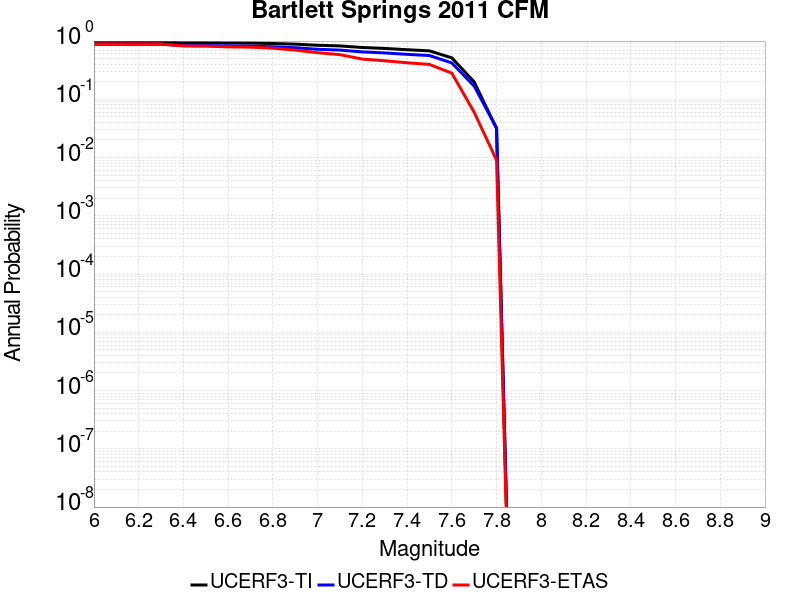 Bartlett Springs 2011 CFM
10^0
10^-1
10^-2
10^-3
10^-4
10^-5
10^-6
10^-7
10^-8
Annual Probability
6 6.2 6.4 6.6 6.8 7 7.2 7.4 7.6 7.8 8 8.2 8.4 8.6 8.8 9
Magnitude
UCERF3-TI UCERF3-TD UCERF3-ETAS